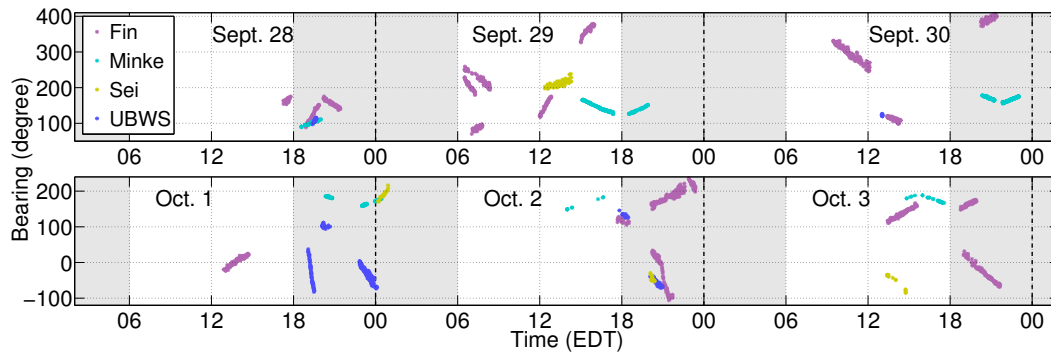 400
300
200
100
Fin
Minke
Sei
UBWS
Sept. 28
Sept. 29
Sept. 30
06 12 18 00 06 12 18 00 06 12 18 00
Bearing (degree)
200
100
0
−100
Oct. 1
Oct. 2
Oct. 3
06 12 18 00 06 12 18 00 06 12 18 00
Time (EDT)